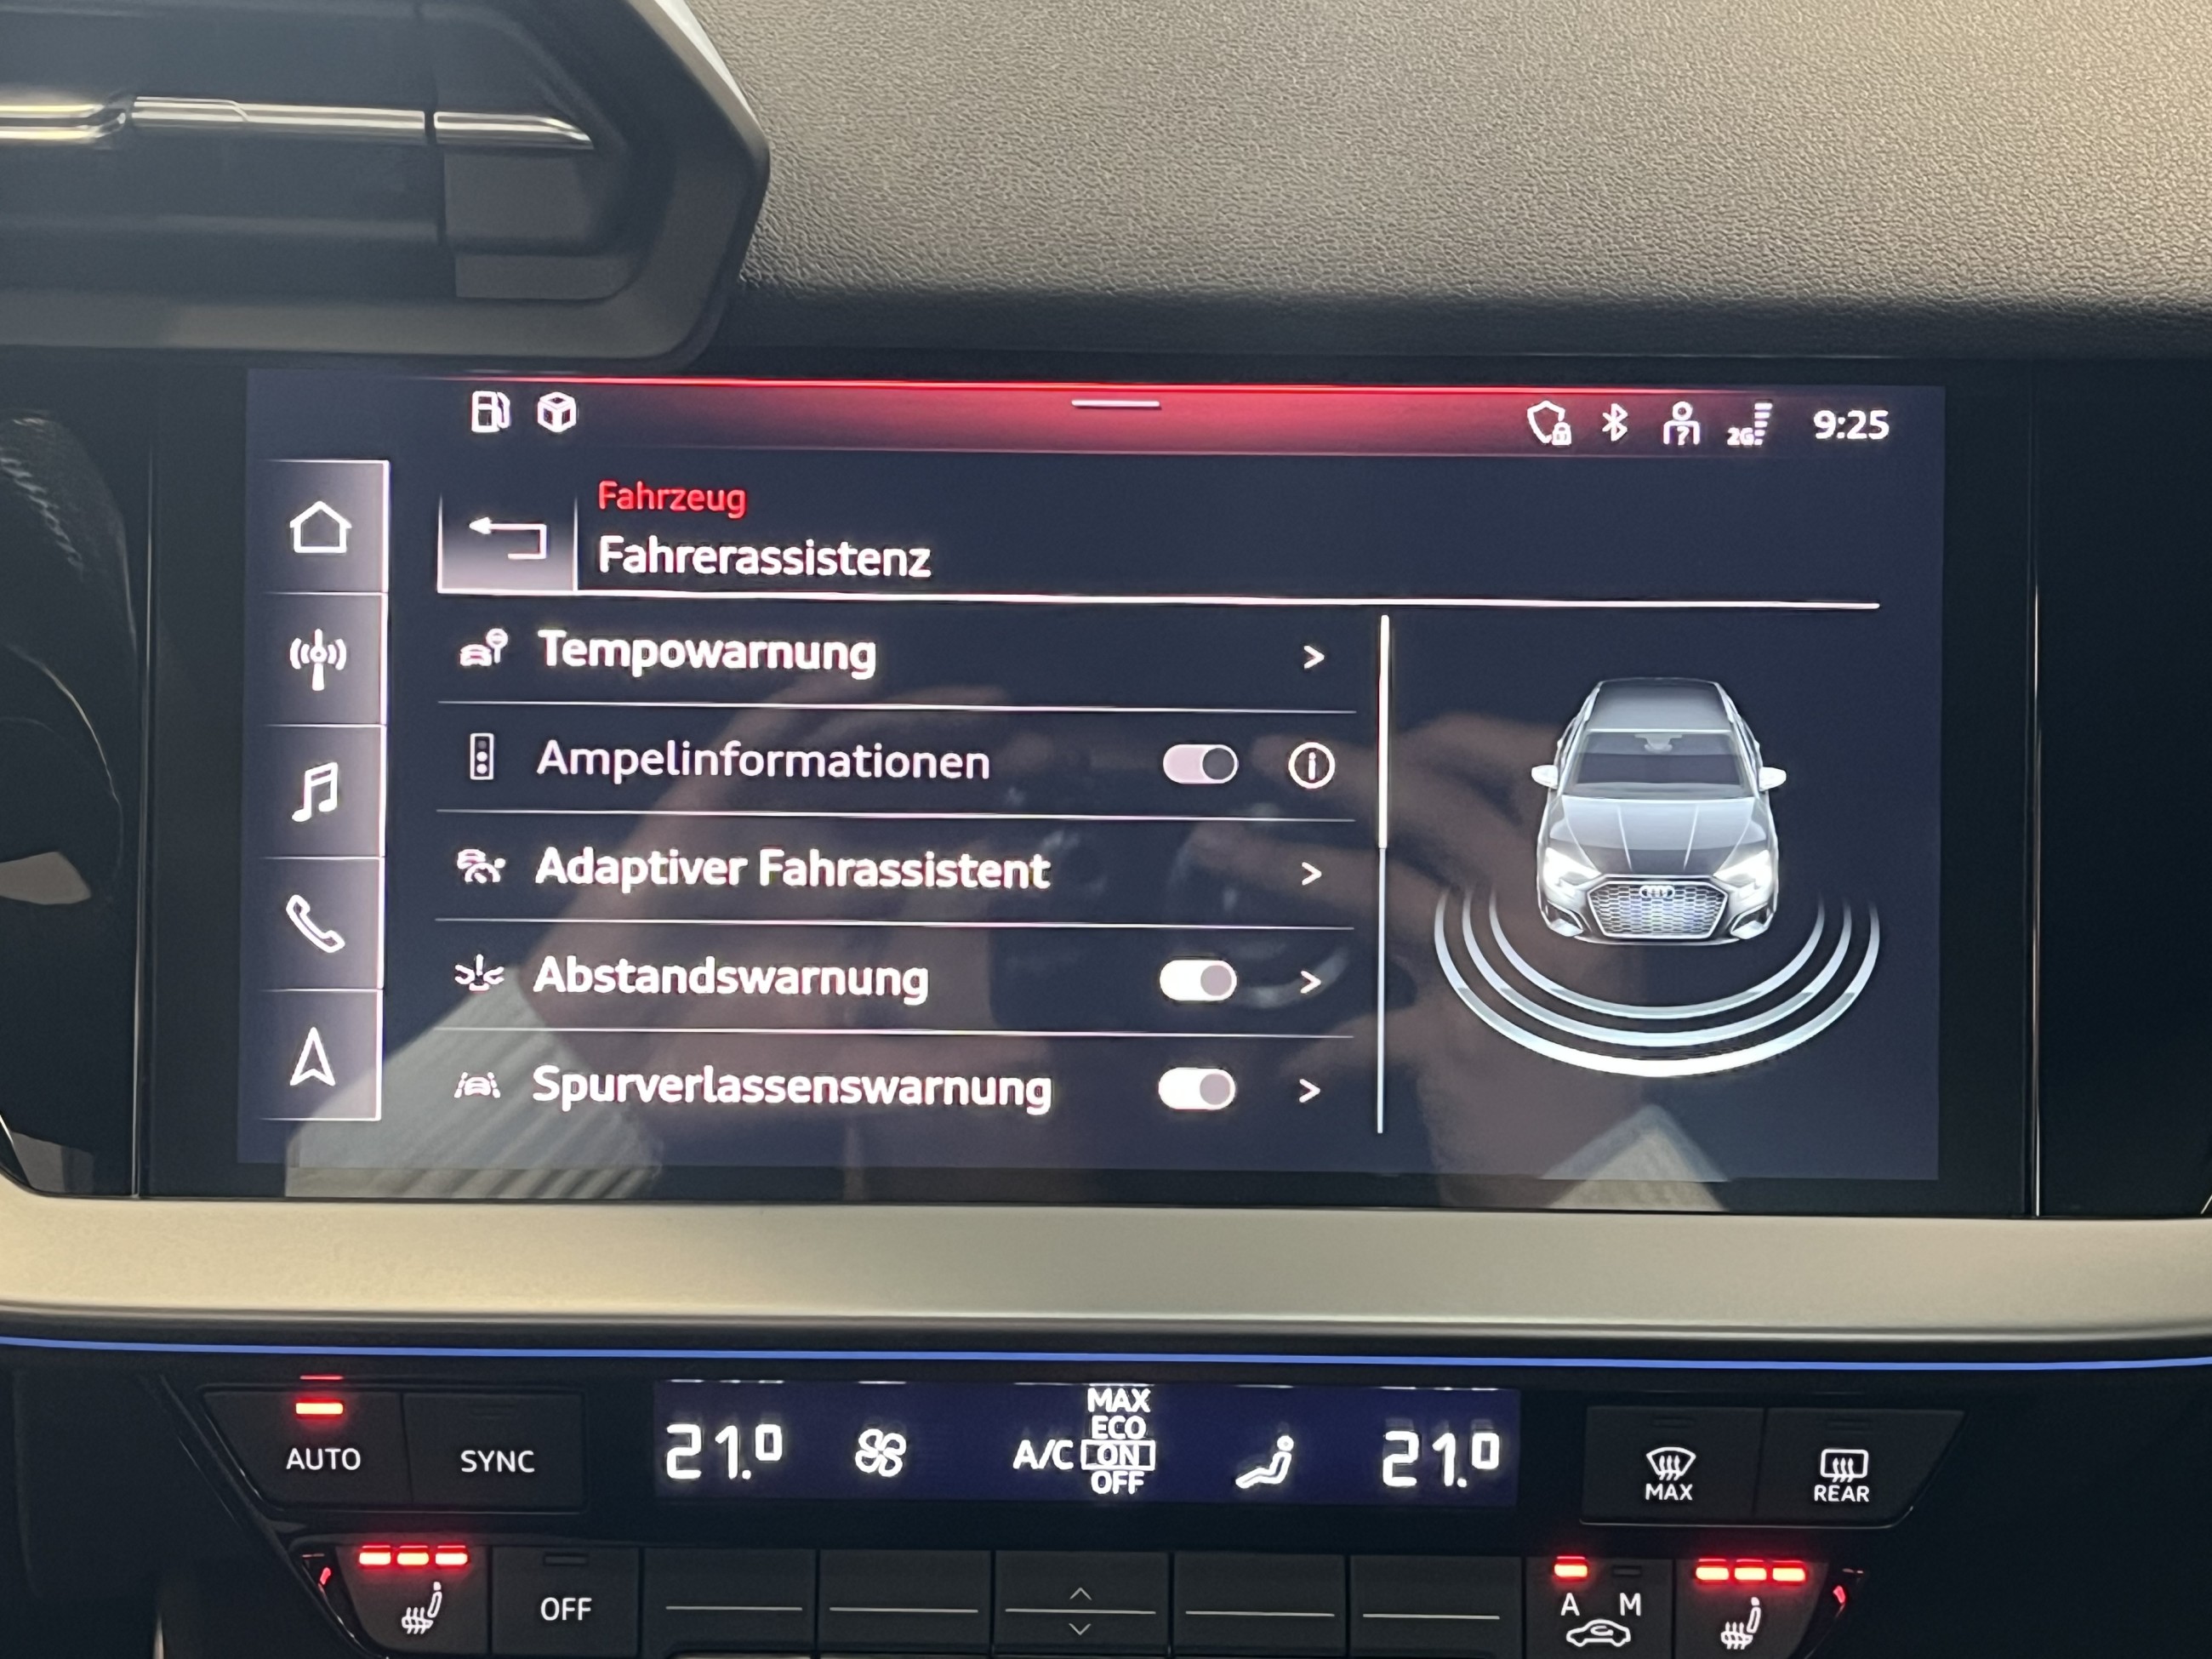 2G
9:25
Fahrzeug
Fahrerassistenz
Tempowarnung
Ampelinformationen
Adaptiver Fahrassistent
Abstandswarnung
Spurverlassenswarnung
AUTO
SYNC
21.0
A/C
MAX
ECO
ON
OFF
21.0
MAX
REAR
OFF
A M